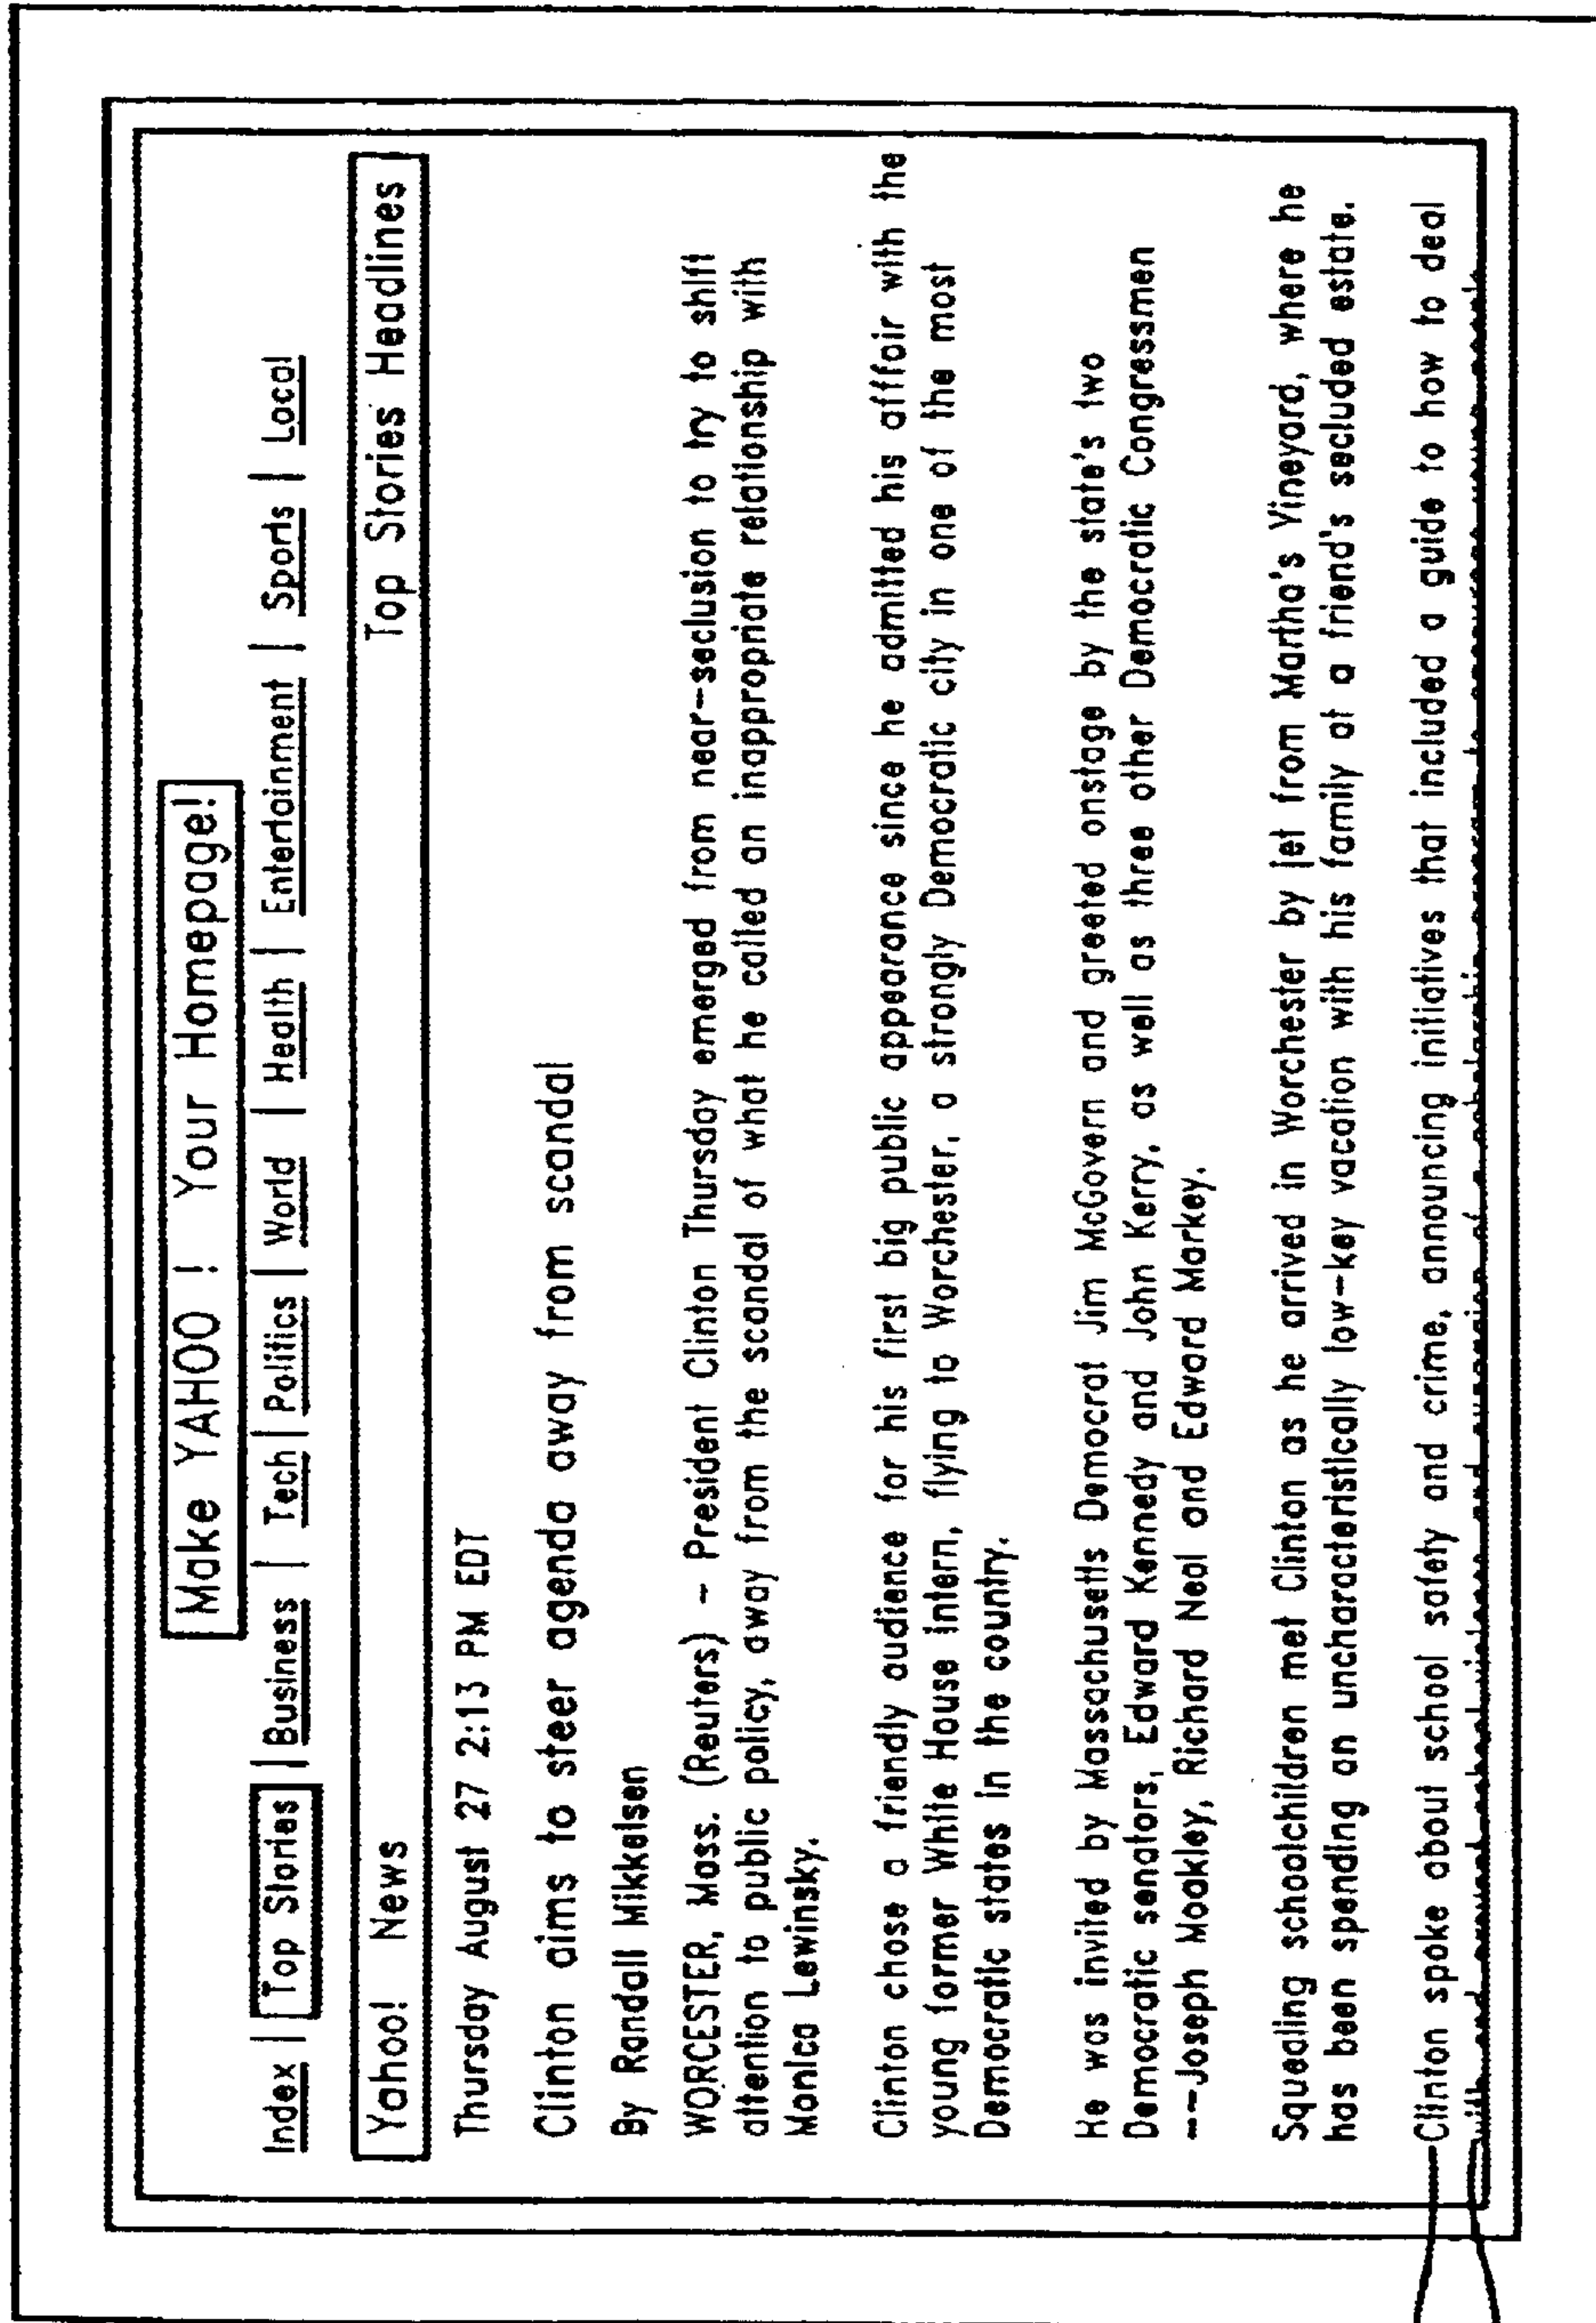 Make YAHOO ! Your Homepage!
Index | Top Stories | Business | Tech | Politics | World | Health | Entertainment | Sports | Local
Yahoo! News Top Stories Headlines
Thursday August 27 2:13 PM EDT
Clinton aims to steer agenda away from scandal
By Randall Mikkelsen
WORCESTER, Mass. (Reuters) - President Clinton Thursday emerged from near-seclusion to try to shift
attention to public policy, away from the scandal of what he called an inappropriate relationship with
Monica Lewinsky.
Clinton chose a friendly audience for his first big public appearance since he admitted his afffair with the
young former While House intern, flying to Worchester, a strongly Democratic city in one of the most
Democratic states in the country.
He was invited by Massachusetts Democrat Jim McGovern and greeted onstage by the state's two
Democratic senators, Edward Kennedy and John Kerry, as well as three other Democratic Congressmen
--Joseph Moakley, Richard Neal and Edward Markey.
Squealing schoolchildren met Clinton as he arrived in Worchester by jet from Martha's Vineyard, where he
has been spending an uncharacteristically low-key vacation with his family at a friend's secluded estate.
Clinton spoke about school safety and crime, announcing initiatives that included a guide to how to deal
with and